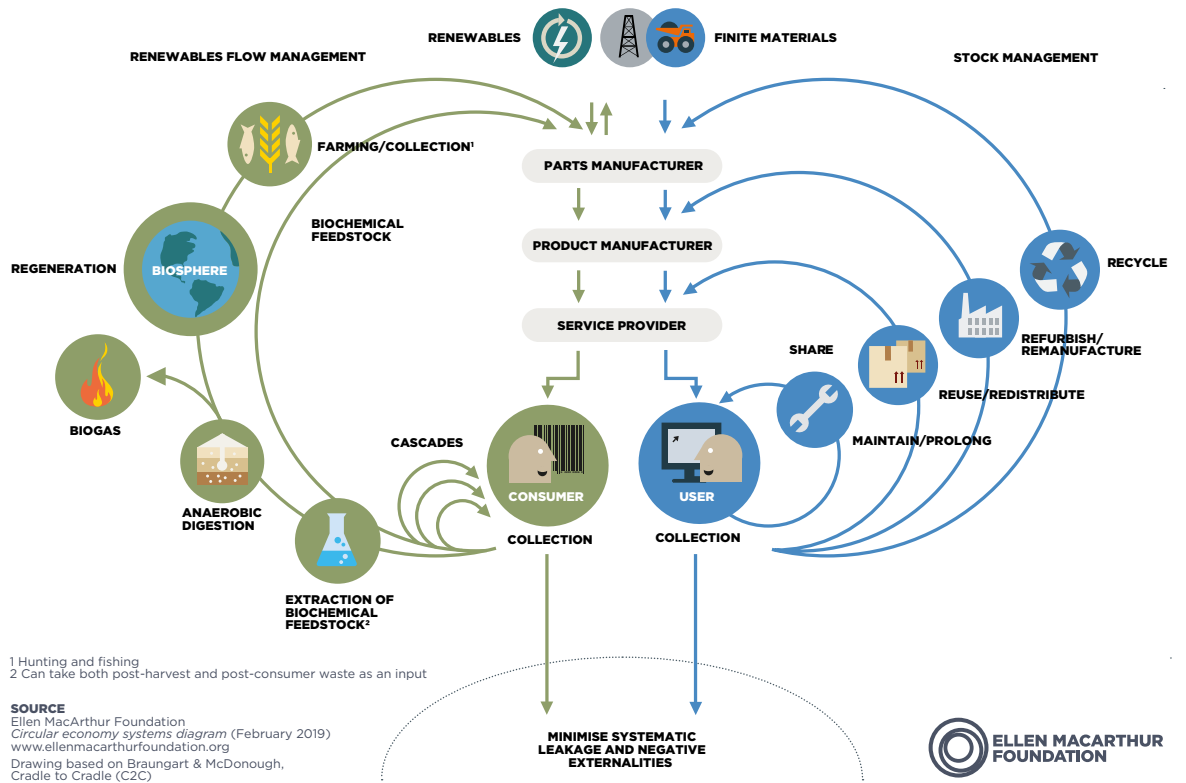 RENEWABLES
FINITE MATERIALS
RENEWABLES FLOW MANAGEMENT
STOCK MANAGEMENT
PARTS MANUFACTURER
FARMING/COLLECTION¹
BIOCHEMICAL
FEEDSTOCK
PRODUCT MANUFACTURER
REGENERATION
BIOSPHERE
RECYCLE
SERVICE PROVIDER
SHARE
REFURBISH/
REMANUFACTURE
REUSE/REDISTRIBUTE
BIOGAS
CASCADES
MAINTAIN/PROLONG
CONSUMER
USER
ANAEROBIC
DIGESTION
COLLECTION
COLLECTION
EXTRACTION OF
BIOCHEMICAL
FEEDSTOCK²
1 Hunting and fishing
2 Can take both post-harvest and post-consumer waste as an input
SOURCE
Ellen MacArthur Foundation
Circular economy systems diagram (February 2019)
www.ellenmacarthurfoundation.org
Drawing based on Braungart & McDonough,
Cradle to Cradle (C2C)
MINIMISE SYSTEMATIC
LEAKAGE AND NEGATIVE
EXTERNALITIES
ELLEN MACARTHUR
FOUNDATION